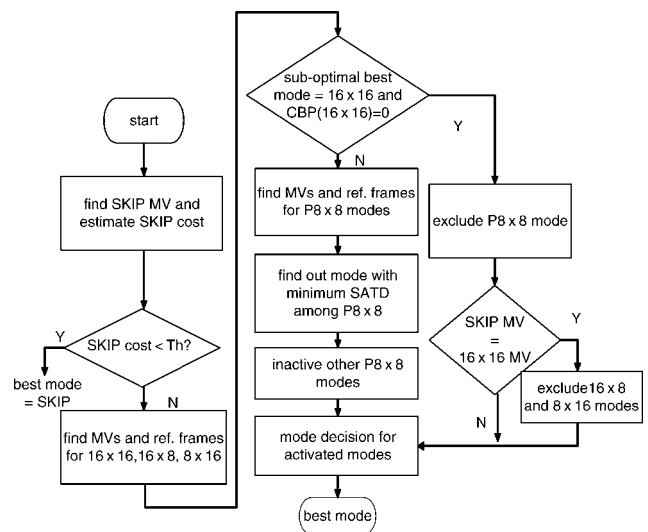 start
find SKIP MV and
estimate SKIP cost
SKIP cost < Th?
Y
best mode
= SKIP
N
find MVs and ref. frames
for 16 x 16,16 x 8, 8 x 16
sub-optimal best
mode = 16 x 16 and
CBP(16 x 16)=0
N
find MVs and ref. frames
for P8 x 8 modes
find out mode with
minimum SATD
among P8 x 8
inactive other P8 x 8
modes
mode decision for
activated modes
best mode
Y
exclude P8 x 8 mode
SKIP MV
=
16 x 16 MV
Y
exclude16 x 8
and 8 x 16 modes
N